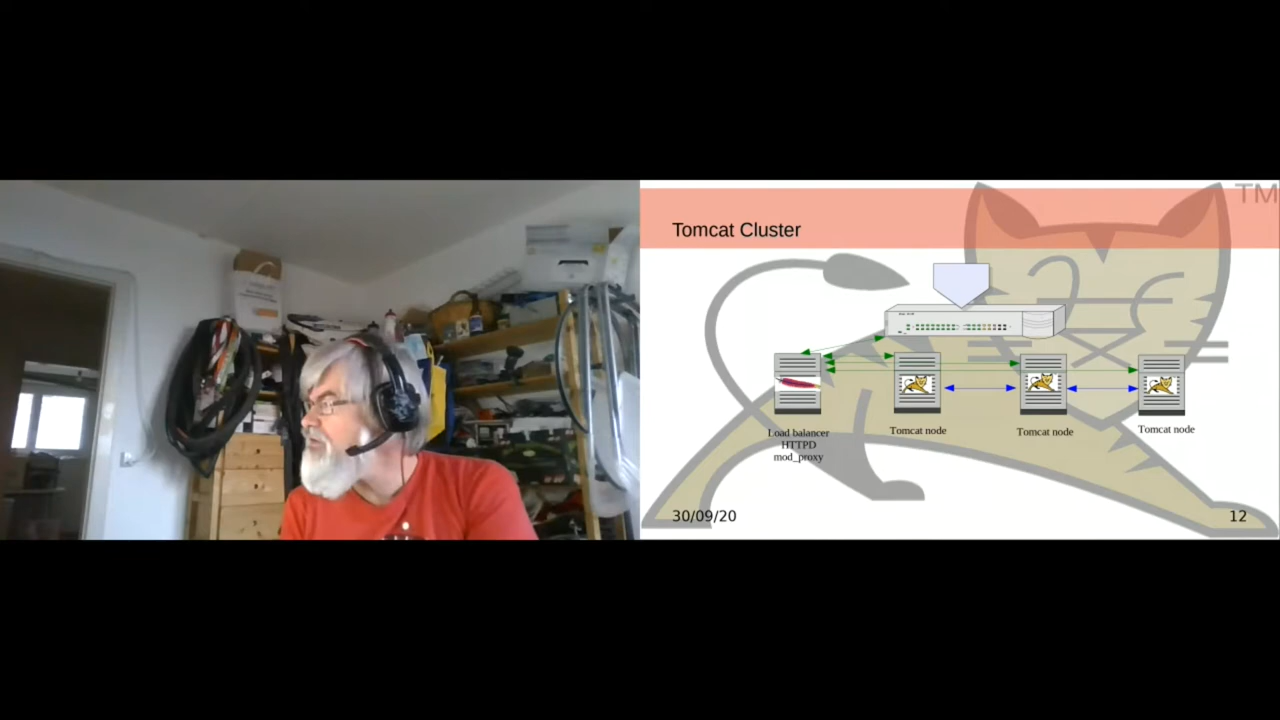 TM
Tomcat Cluster
Load balancer
HTTPD
mod_proxy
Tomcat node
Tomcat node
Tomcat node
30/09/20
12